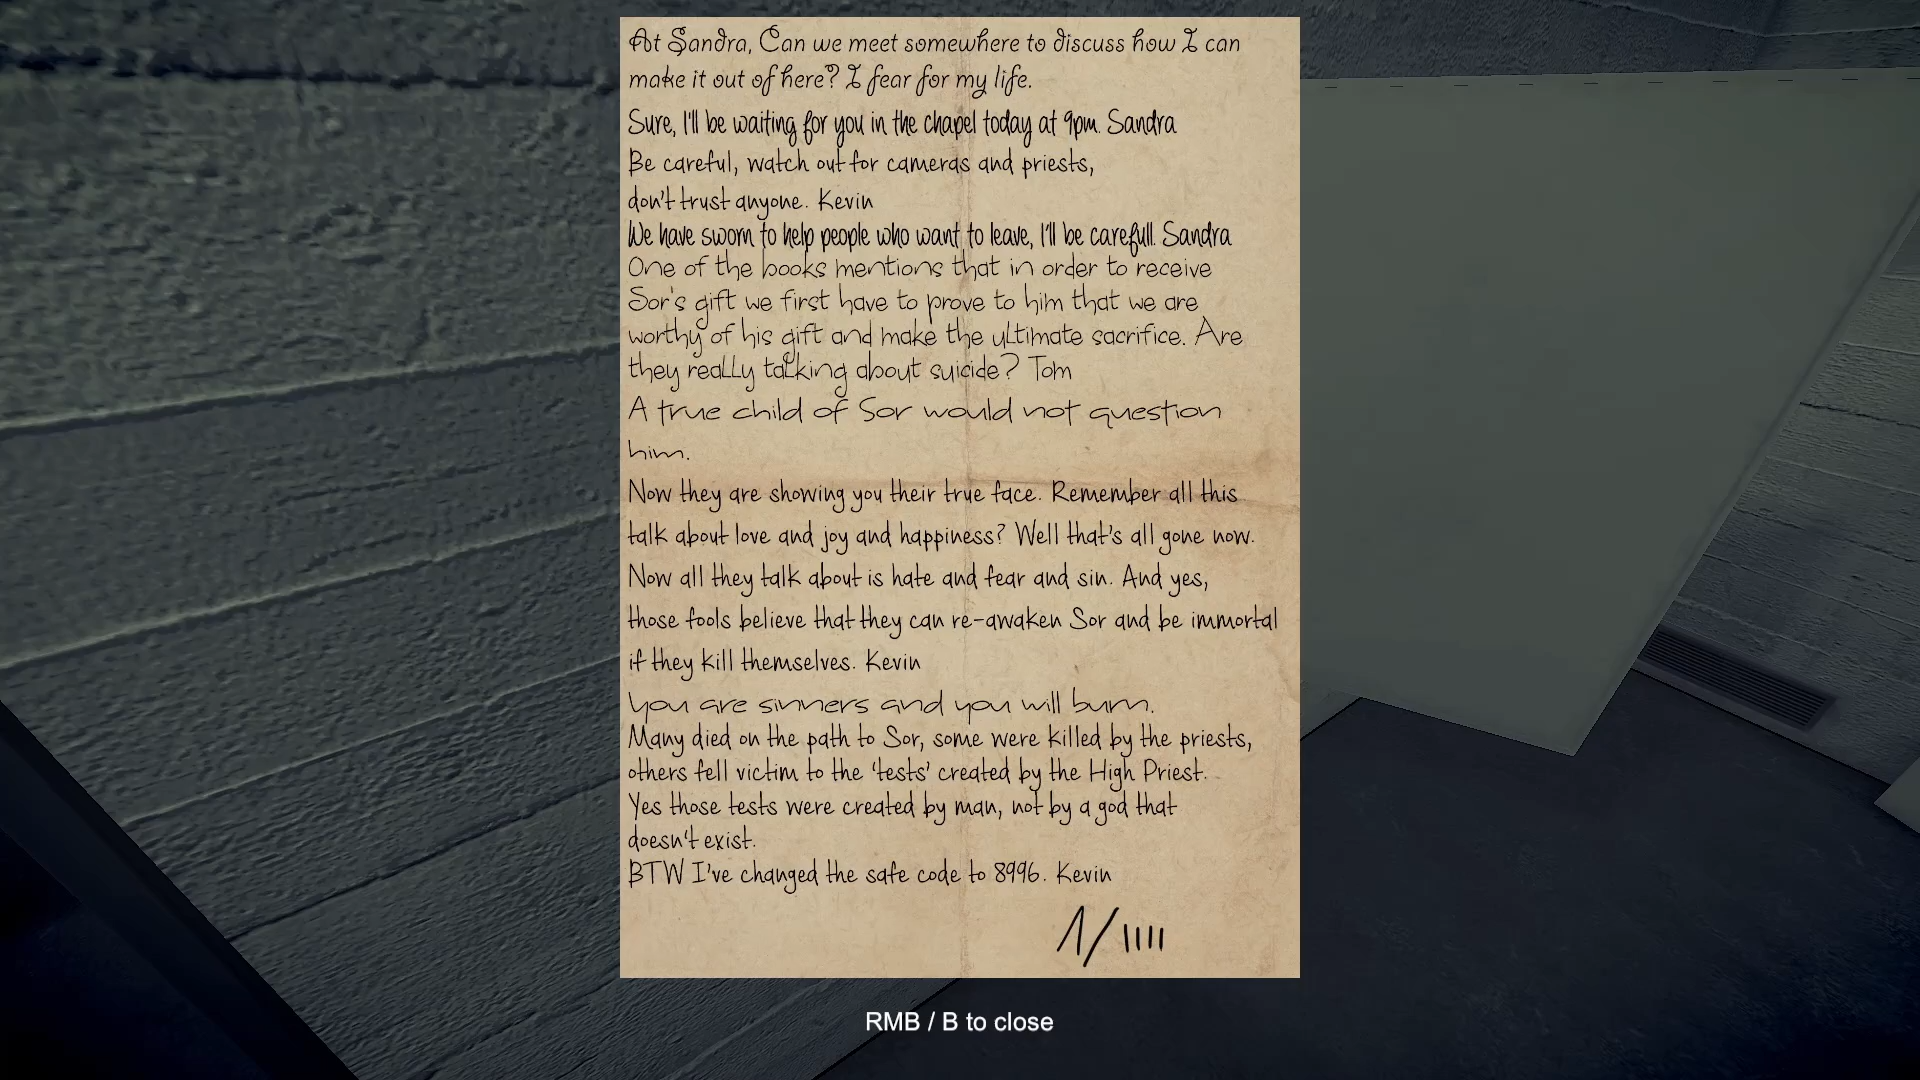 At Sandra, Can we meet somewhere to discuss how I can
make it out of here? I fear for my life.
Sure, I'll be waiting for you in the chapel today at 9pm. Sandra
Be careful, watch out for cameras and priests,
don't trust anyone. Kevin
We have sworn to help people who want to leave, I'll be carefull. Sandra
One of the books mentions that in order to receive
Sor's gift we first have to prove to him that we are
worthy of his gift and make the ultimate sacrifice. Are
they really talking about suicide? Tom
A true child of Sor would not question
him.
Now they are showing you their true face. Remember all this
talk about love and joy and happiness? Well that's all gone now.
Now all they talk about is hate and fear and sin. And yes,
those fools believe that they can re-awaken Sor and be immortal
if they kill themselves. Kevin
You are sinners and you will burn.
Many died on the path to Sor, some were killed by the priests,
others fell victim to the 'tests' created by the High Priest.
Yes those tests were created by man, not by a god that
doesn't exist.
BTW I've changed the safe code to 8996. Kevin
1/IIII
RMB / B to close